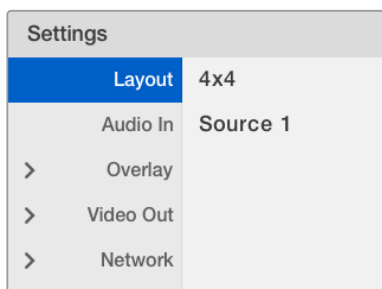 Settings
Layout 4x4
Audio In Source 1
Overlay
Video Out
Network